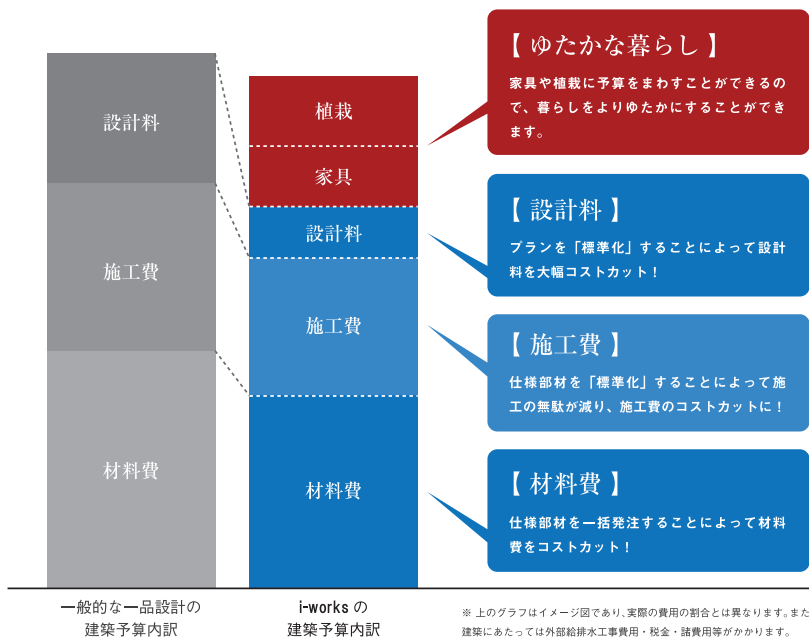 設計料
施工費
材料費
植栽
家具
設計料
施工費
材料費
【 ゆたかな暮らし 】
家具や植栽に予算をまわすことができるの
で、暮らしをよりゆたかにすることができ
ます。
【 設計料 】
プランを「標準化」することによって設計
料を大幅コストカット！
【 施工費 】
仕様部材を「標準化」することによって施
工の無駄が減り、施工費のコストカットに！
【 材料費 】
仕様部材を一括発注することによって材料
費をコストカット！
一般的な一品設計の
建築予算内訳
i-works の
建築予算内訳
※ 上のグラフはイメージ図であり、実際の費用の割合とは異なります。また
建築にあたっては外部給排水工事費用・税金・諸費用等がかかります。